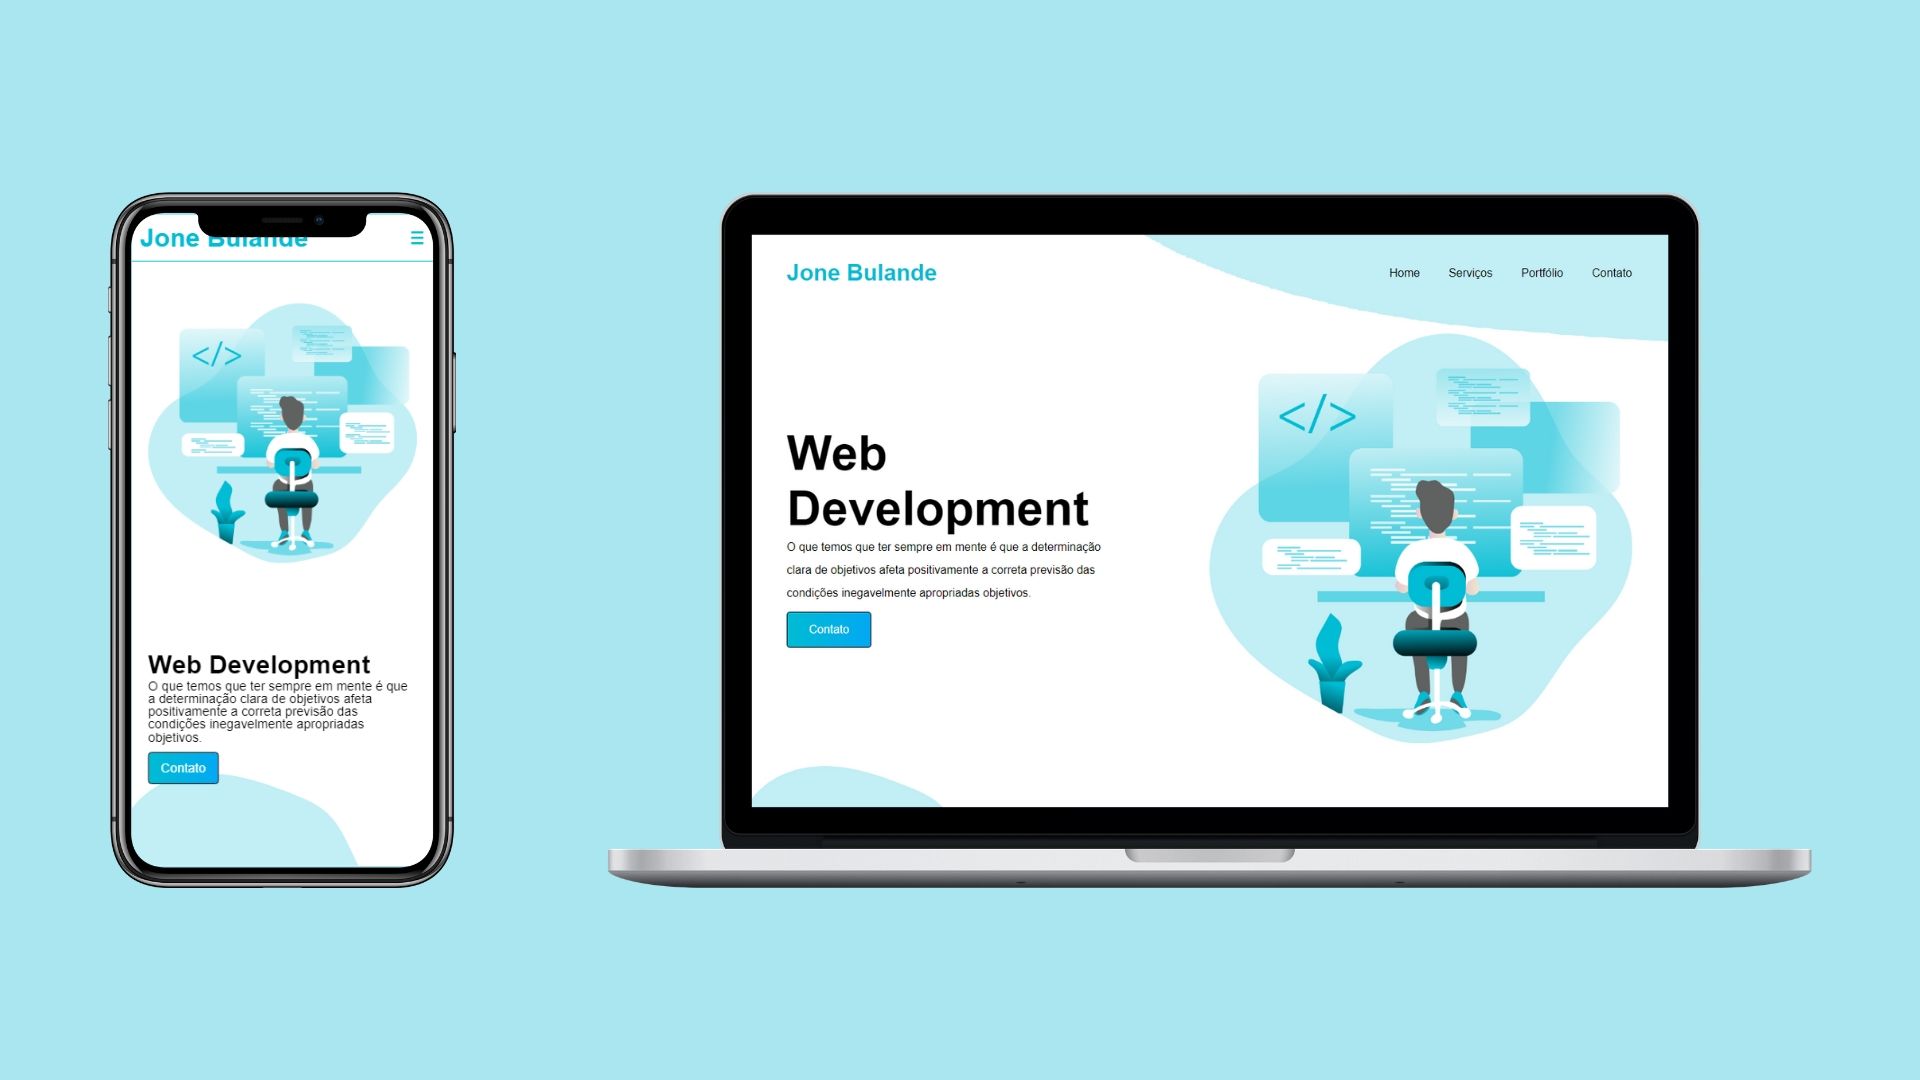 Jone Bulande
</>
Web Development
O que temos que ter sempre em mente é que
a determinação clara de objetivos afeta
positivamente a correta previsão das
condições inegavelmente apropriadas
objetivos.
Contato
Jone Bulande
Home Serviços Portfólio Contato
</>
Web
Development
O que temos que ter sempre em mente é que a determinação
clara de objetivos afeta positivamente a correta previsão das
condições inegavelmente apropriadas objetivos.
Contato